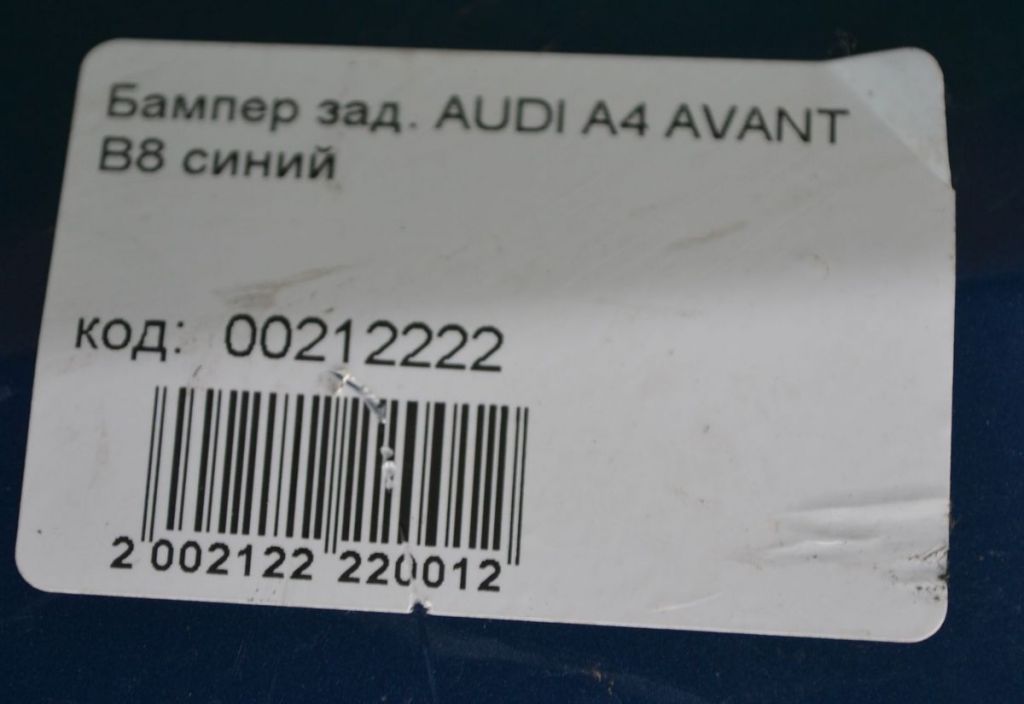 Бампер зад. AUDI A4 AVANT
B8 синий
код: 00212222
2 002122 220012